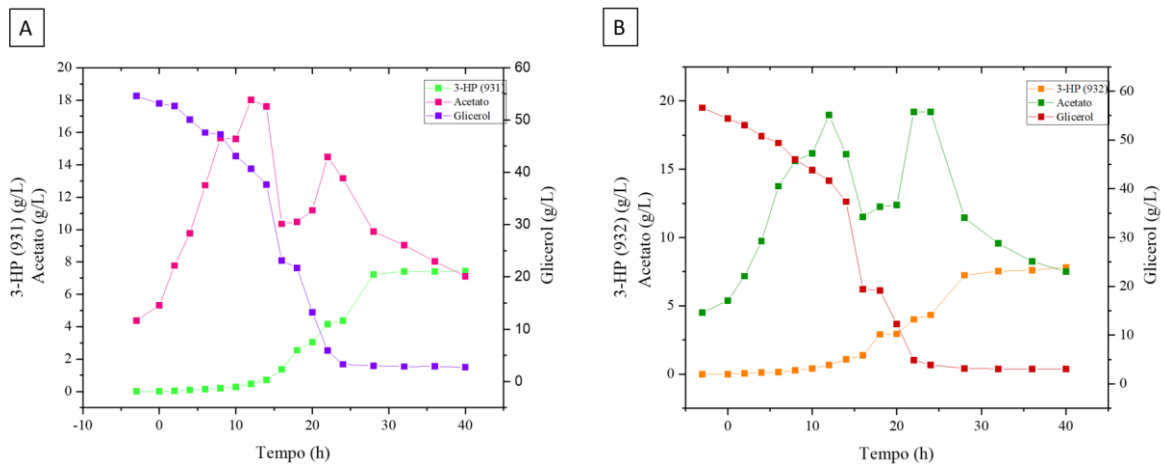 A
3-HP (931)
Acetato
Glicerol
3-HP (931) (g/L)
Acetato (g/L)
20
18
16
14
12
10
8
6
4
2
0
60
50
40
30
20
10
0
Glicerol (g/L)
-10
0
10
20
30
40
Tempo (h)
B
3-HP (932)
Acetato
Glicerol
3-HP (932) (g/L)
Acetato (g/L)
20
15
10
5
0
60
50
40
30
20
10
0
Glicerol (g/L)
0
10
20
30
40
Tempo (h)